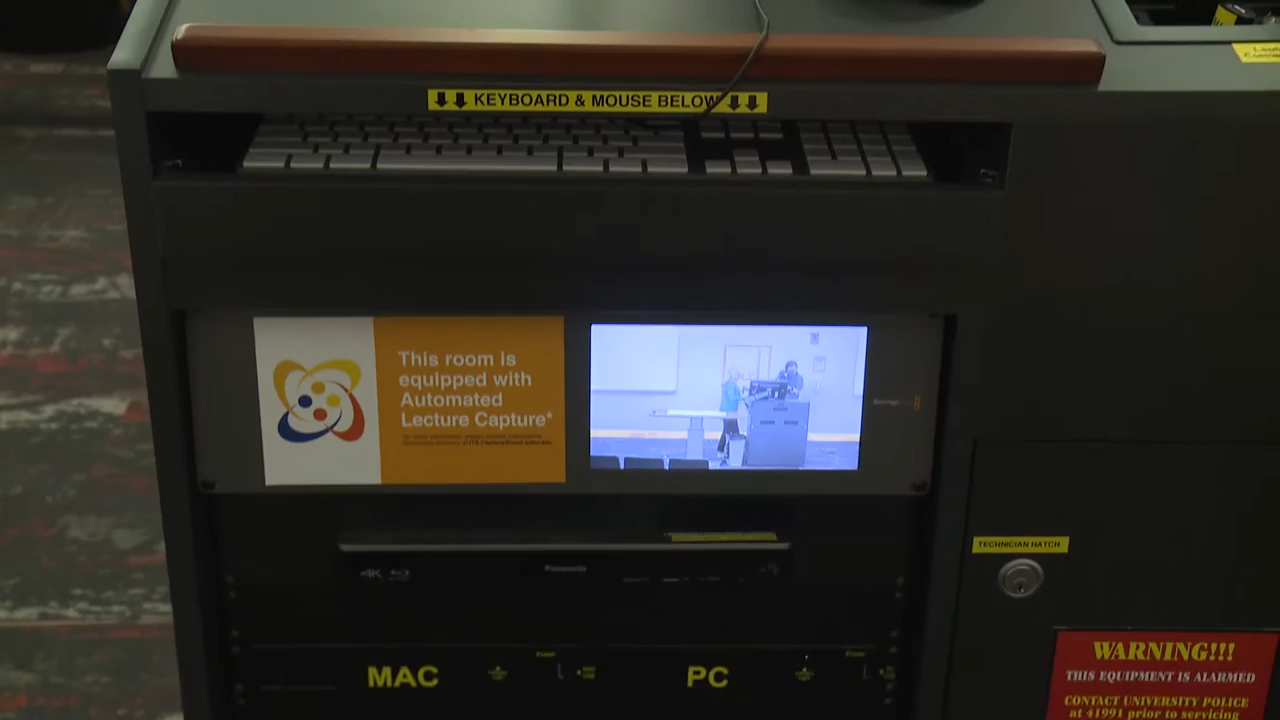 KEYBOARD & MOUSE BELOW
This room is
equipped with
Automated
Lecture Capture*
4K
Panasonic
TECHNICIAN HATCH
MAC
PC
WARNING!!!
THIS EQUIPMENT IS ALARMED
CONTACT UNIVERSITY POLICE
at 41991 prior to servicing